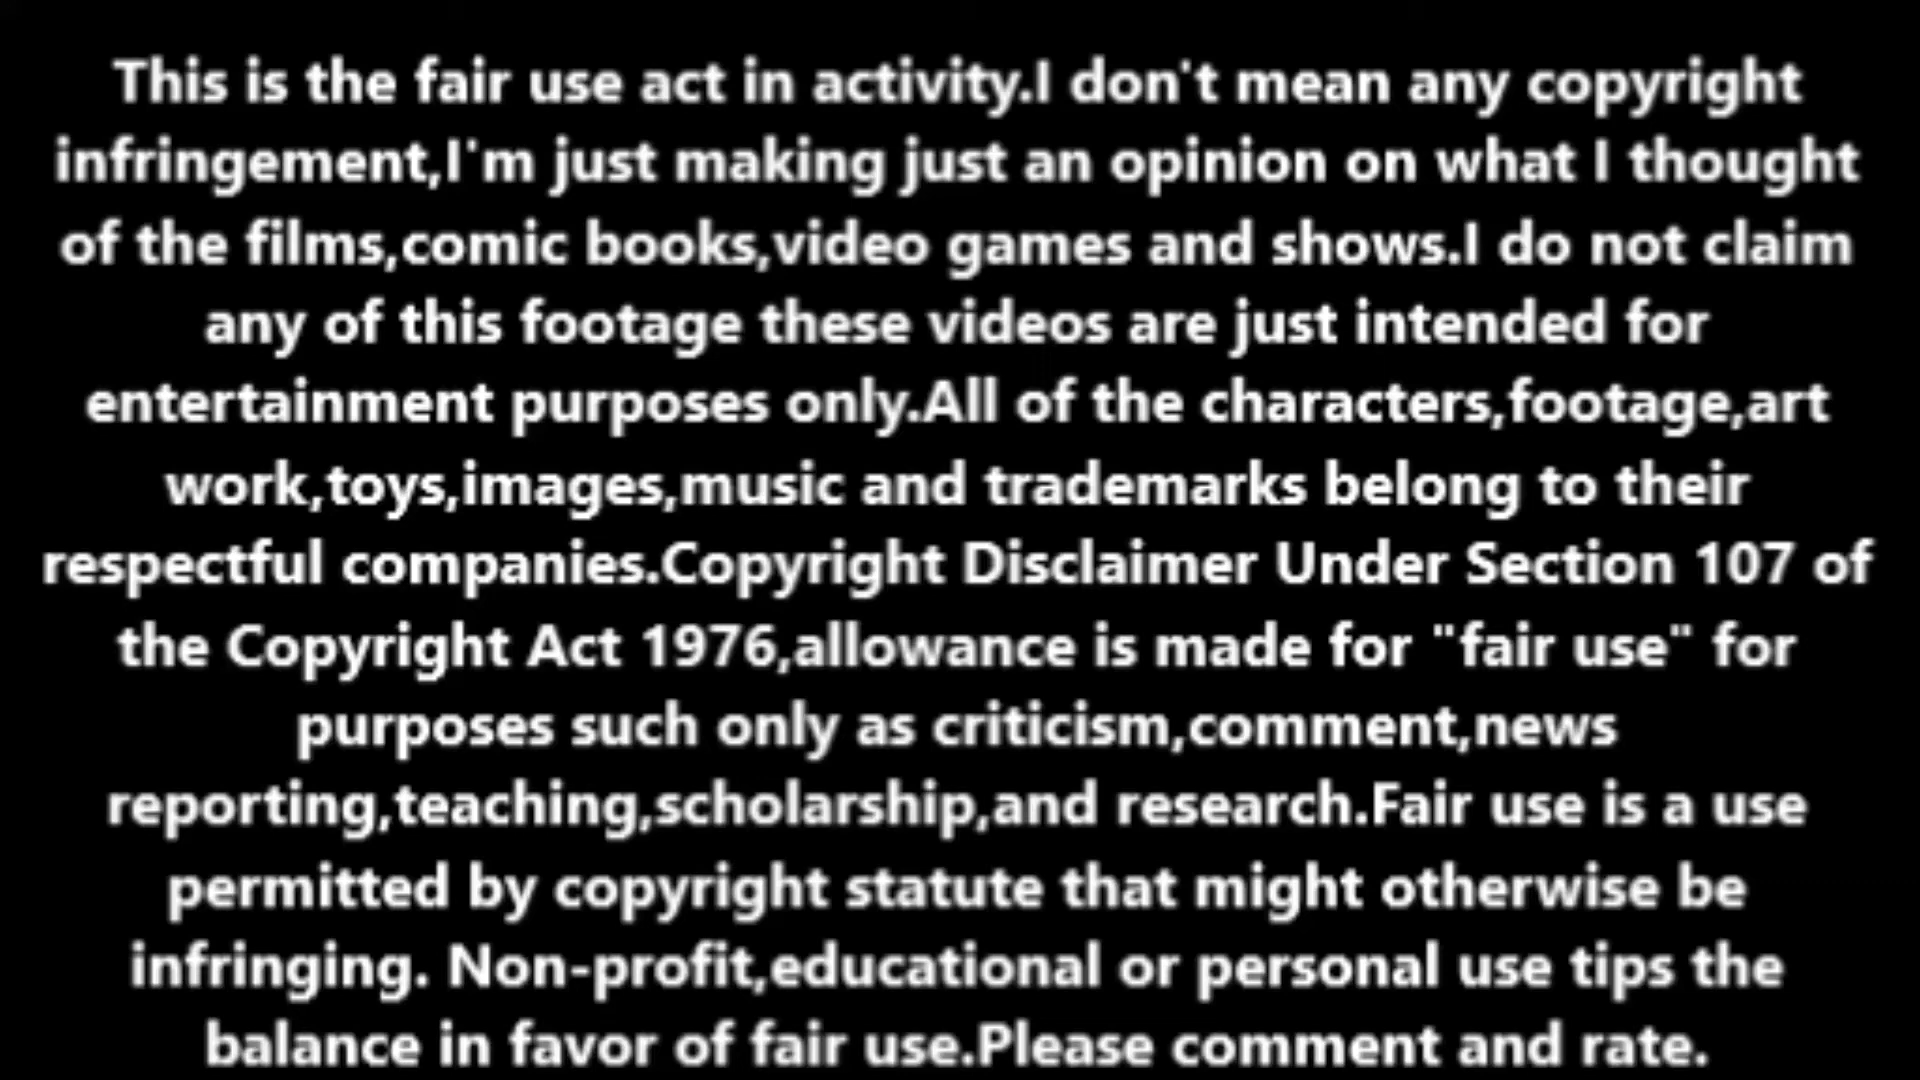 This is the fair use act in activity.I don't mean any copyright
infringement,I'm just making just an opinion on what I thought
of the films,comic books,video games and shows.I do not claim
any of this footage these videos are just intended for
entertainment purposes only.All of the characters,footage,art
work,toys,images,music and trademarks belong to their
respectful companies.Copyright Disclaimer Under Section 107 of
the Copyright Act 1976,allowance is made for "fair use" for
purposes such only as criticism,comment,news
reporting,teaching,scholarship,and research.Fair use is a use
permitted by copyright statute that might otherwise be
infringing. Non-profit,educational or personal use tips the
balance in favor of fair use.Please comment and rate.